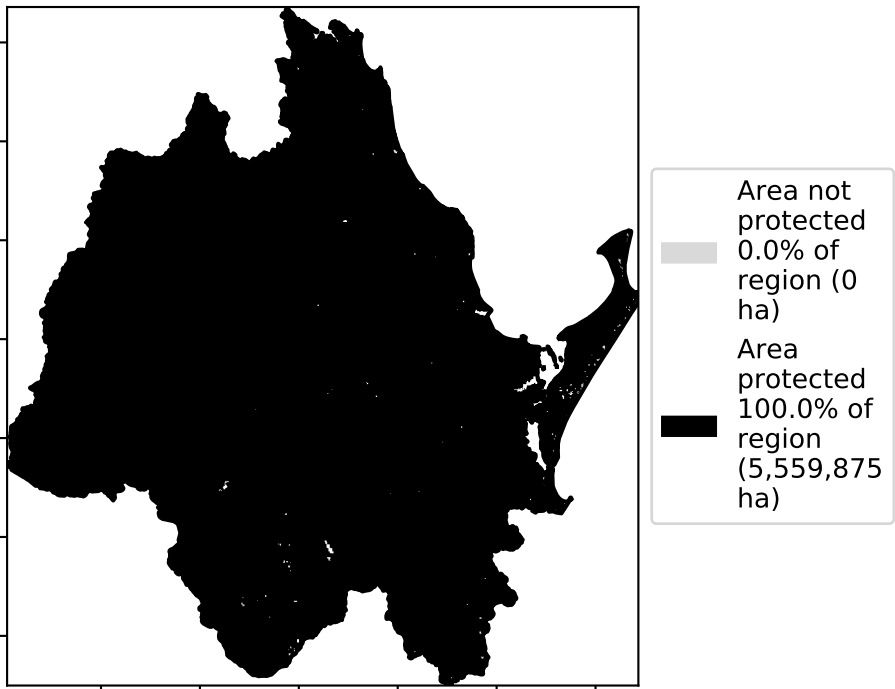 Area not
protected
0.0% of
region (0
ha)
Area
protected
100.0% of
region
(5,559,875
ha)